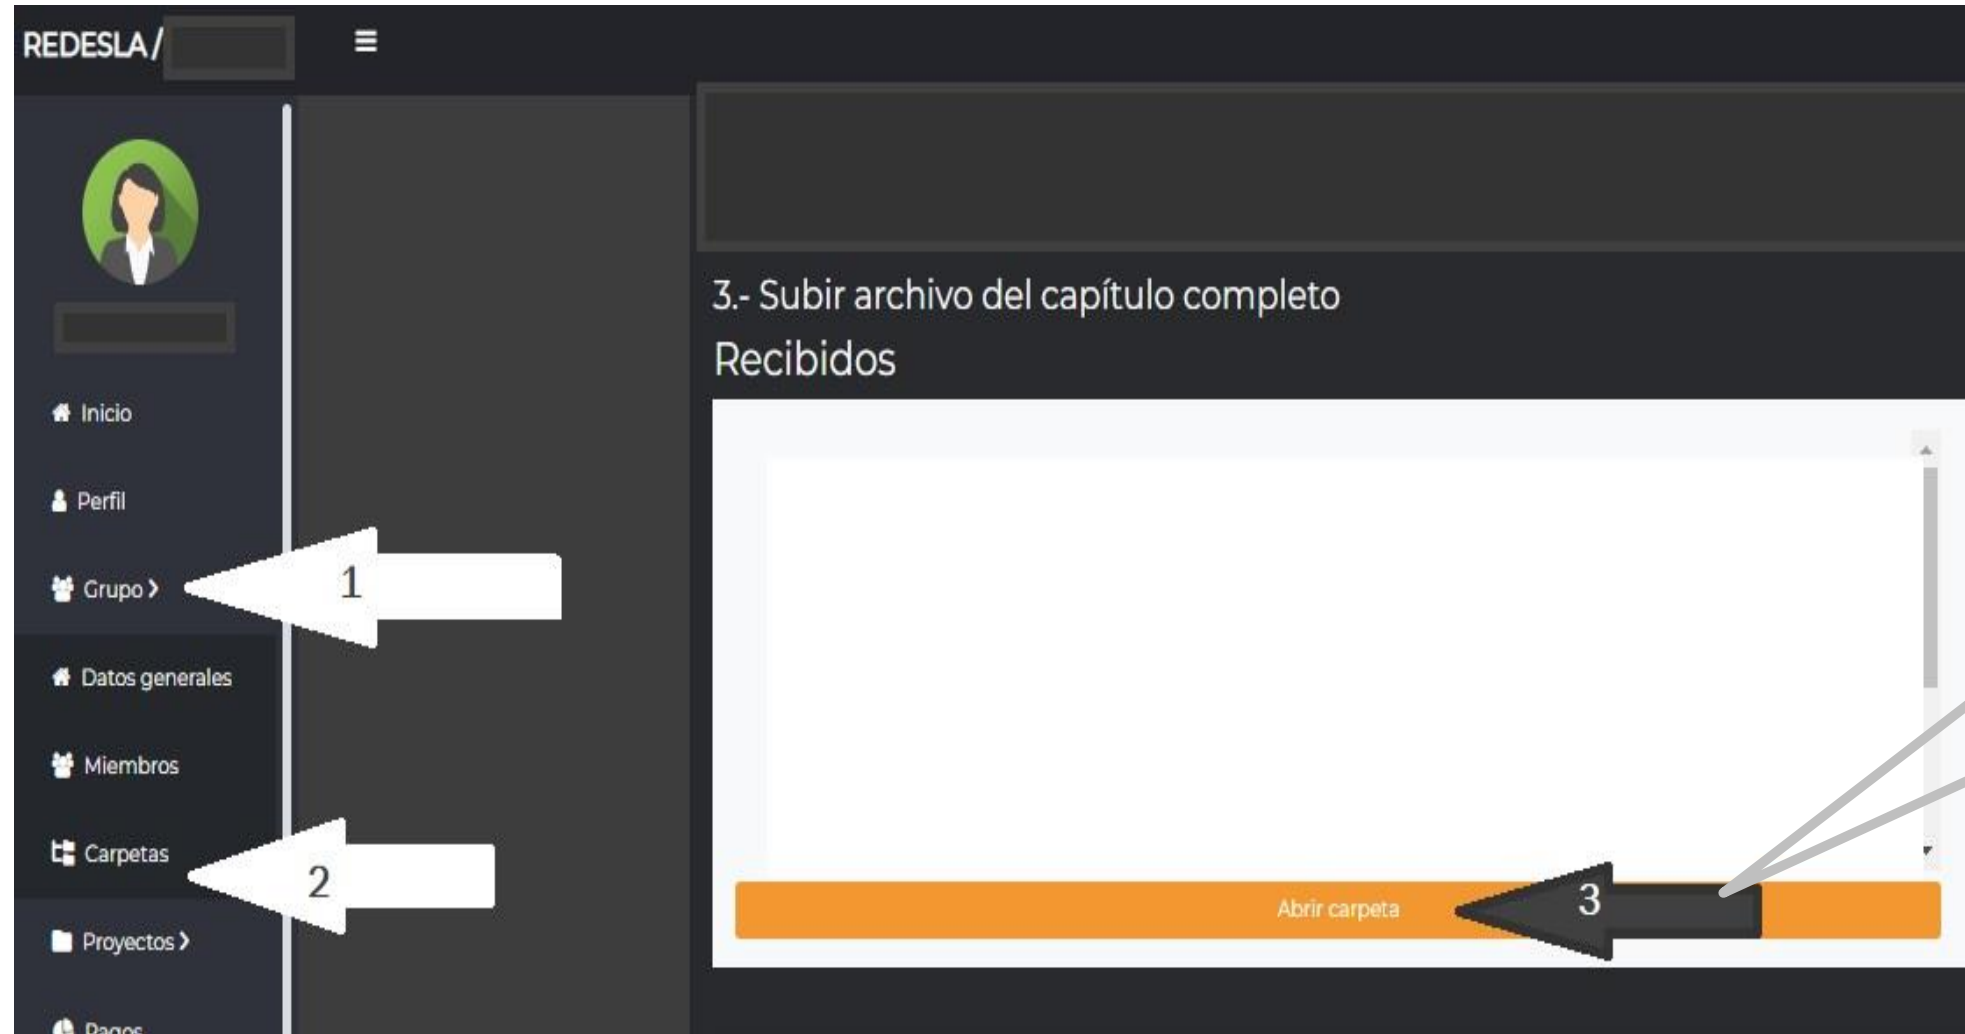 REDESLA/
3.- Subir archivo del capítulo completo
Recibidos
Inicio
Perfil
Grupo
1
Datos generales
Miembros
Carpetas
2
Proyectos
Pagos
Abrir carpeta
3